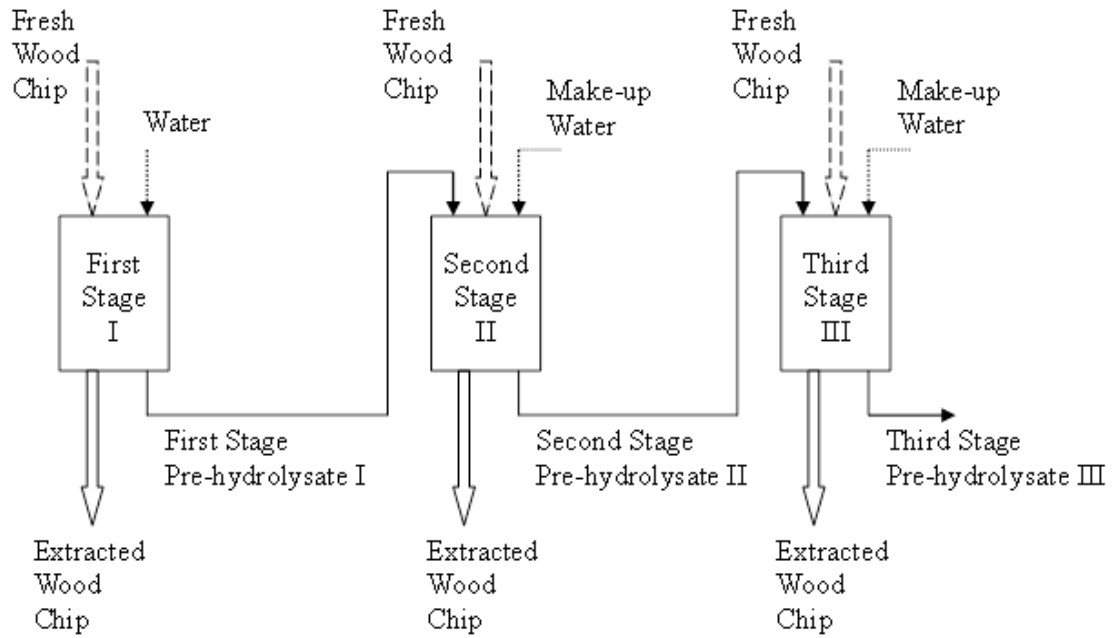 Fresh
Wood
Chip
Fresh
Wood
Chip
Fresh
Wood
Chip
Water
Make-up
Water
Make-up
Water
First
Stage
I
Second
Stage
II
Third
Stage
III
First Stage
Pre-hydrolysate I
Second Stage
Pre-hydrolysate II
Third Stage
Pre-hydrolysate III
Extracted
Wood
Chip
Extracted
Wood
Chip
Extracted
Wood
Chip